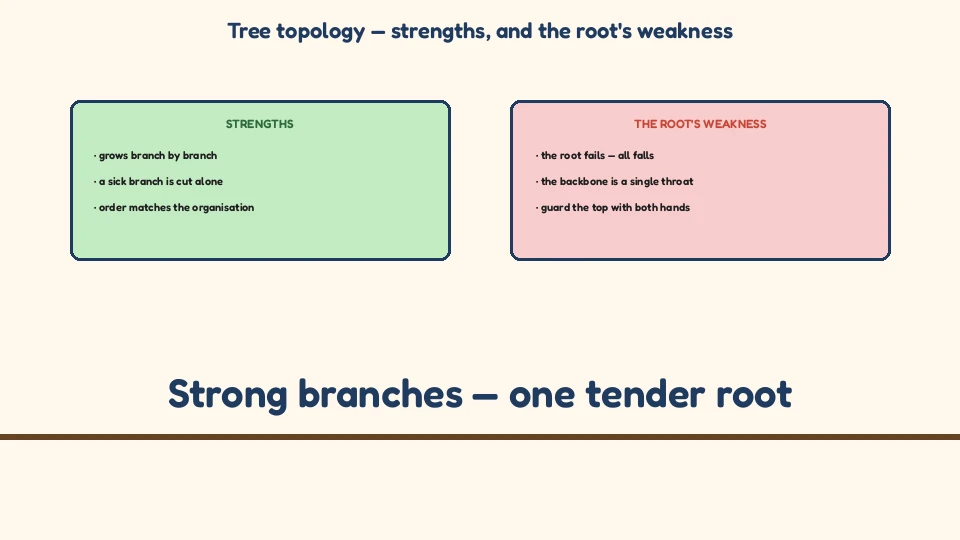 Tree topology — strengths, and the root's weakness
STRENGTHS
· grows branch by branch
· a sick branch is cut alone
· order matches the organisation
THE ROOT'S WEAKNESS
· the root fails — all falls
· the backbone is a single throat
· guard the top with both hands
Strong branches — one tender root